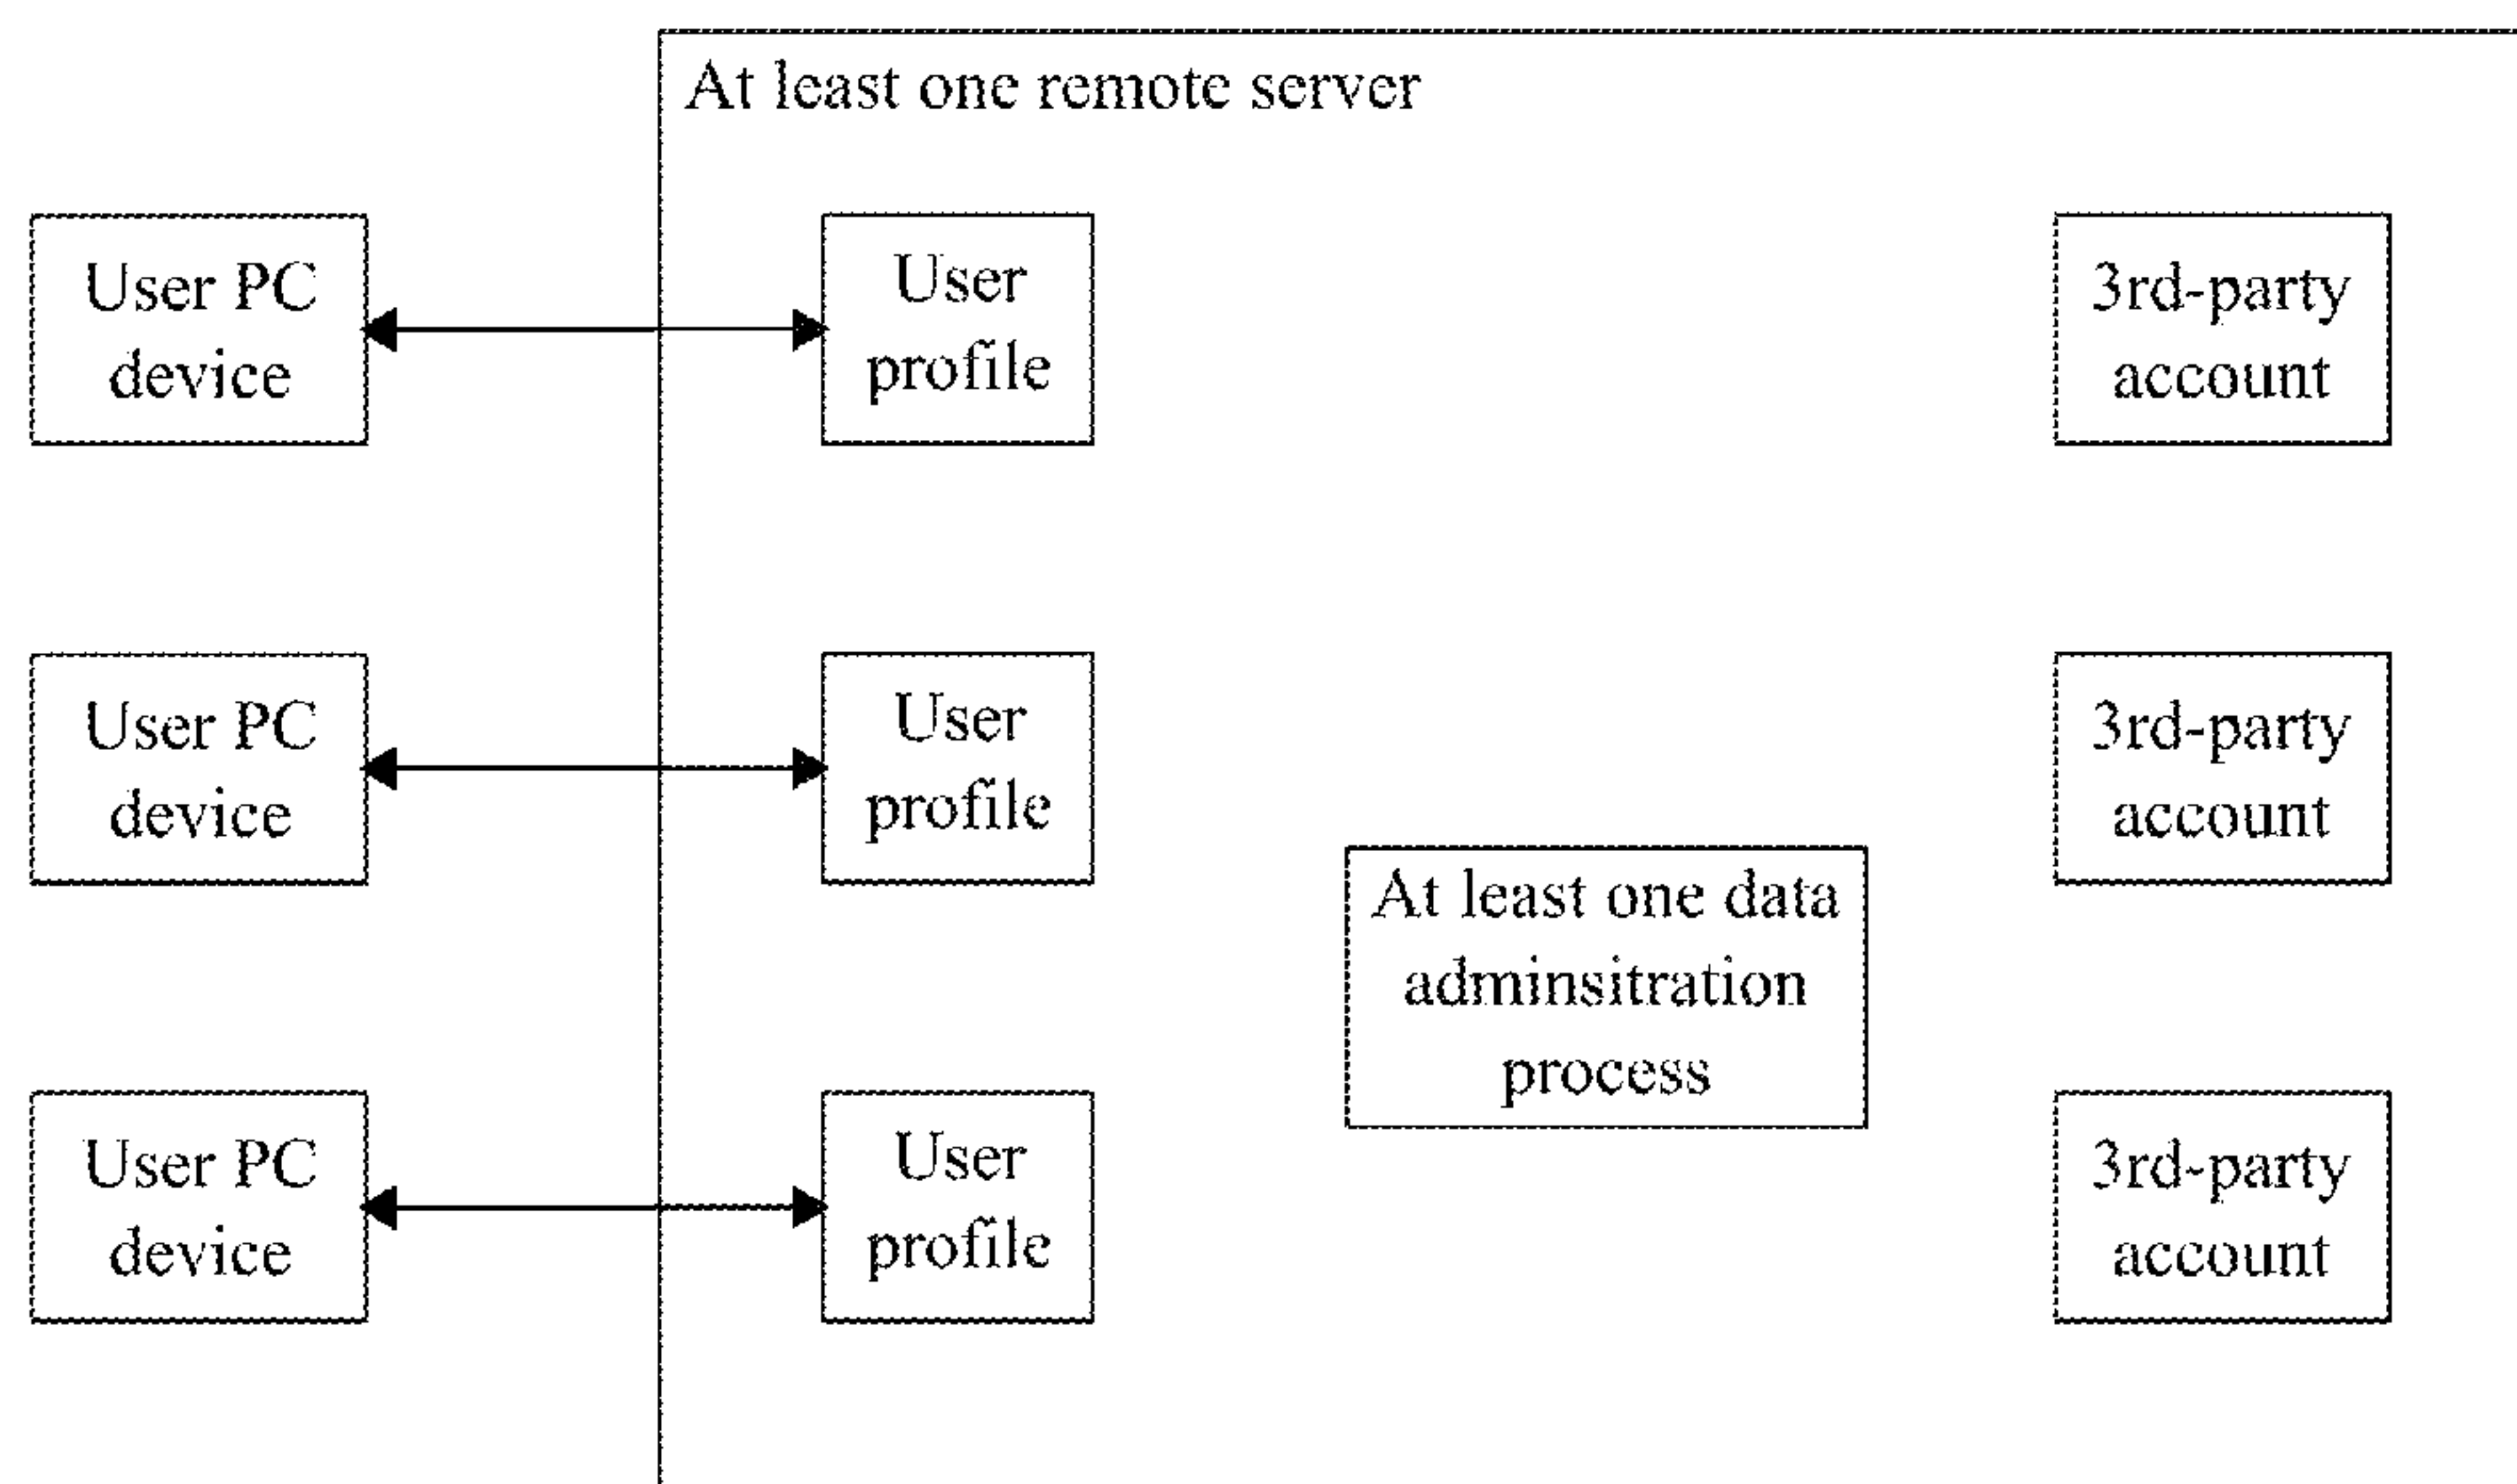 At least one remote server
User PC
device
User
profile
3rd-party
account
User PC
device
User
profile
3rd-party
account
At least one data
adminsitration
process
User PC
device
User
profile
3rd-party
account